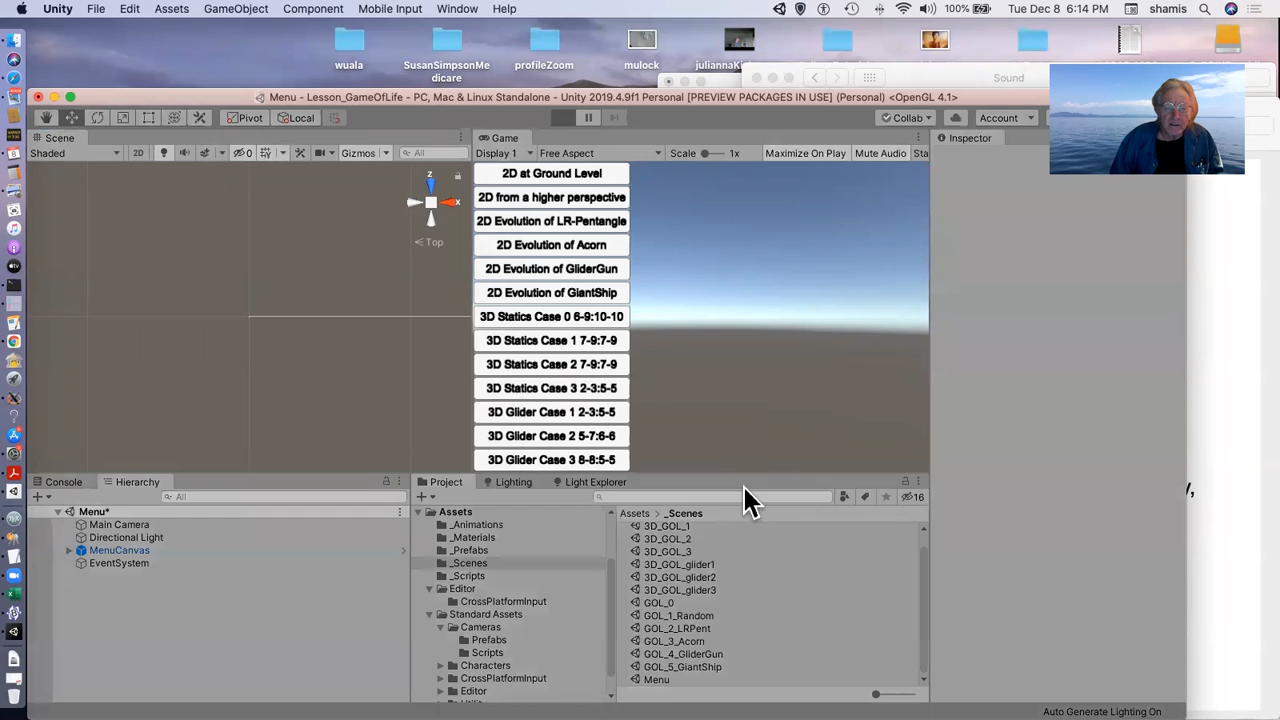 Unity File Edit Assets GameObject Component Mobile Input Window Help 100% Tue Dec 8 6:14 PM shamis
wuala SusanSimpsonMe profileZoom mulock
dicare
Sound
Menu - Lesson_GameOfLife - PC, Mac & Linux Standalone - Unity 2019.4.9f1 Personal [PREVIEW PACKAGES IN USE] (Personal) <OpenGL 4.1>
Pivot Local Collab Account
Scene Game Inspector
Shaded 2D 0 Gizmos All Display 1 Free Aspect Scale 1x Maximize On Play Mute Audio Sta
z
x
Top
2D at Ground Level
2D from a higher perspective
2D Evolution of LR-Pentangle
2D Evolution of Acorn
2D Evolution of GliderGun
2D Evolution of GiantShip
3D Statics Case 0 6-9:10-10
3D Statics Case 1 7-9:7-9
3D Statics Case 2 7-9:7-9
3D Statics Case 3 2-3:5-5
3D Glider Case 1 2-3:5-5
3D Glider Case 2 5-7:6-6
3D Glider Case 3 8-8:5-5
y,
Console Hierarchy
All
Menu*
Main Camera
Directional Light
MenuCanvas
EventSystem
Project Lighting Light Explorer
16
Assets
_Animations
_Materials
_Prefabs
_Scenes
_Scripts
Editor
CrossPlatformInput
Standard Assets
Cameras
Prefabs
Scripts
Characters
CrossPlatformInput
Editor
Assets > _Scenes
3D_GOL_1
3D_GOL_2
3D_GOL_3
3D_GOL_glider1
3D_GOL_glider2
3D_GOL_glider3
GOL_0
GOL_1_Random
GOL_2_LRPent
GOL_3_Acorn
GOL_4_GliderGun
GOL_5_GiantShip
Menu
Auto Generate Lighting On